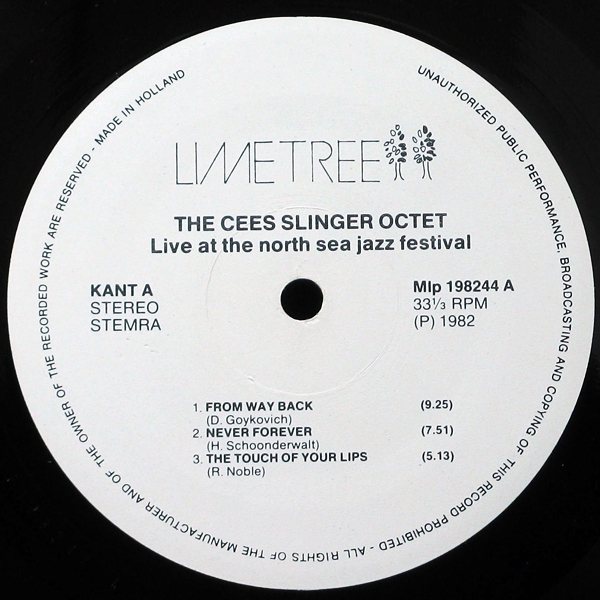 UNAUTHORIZED PUBLIC PERFORMANCE, BROADCASTING AND COPYING OF THIS RECORD PROHIBITED - ALL RIGHTS OF THE MANUFACTURER AND OF THE OWNER OF THE RECORDED WORK ARE RESERVED - MADE IN HOLLAND
LIMETREE
THE CEES SLINGER OCTET
Live at the north sea jazz festival
KANT A
STEREO
STEMRA
Mlp 198244 A
33⅓ RPM
(P) 1982
1. FROM WAY BACK (9.25)
(D. Goykovich)
2. NEVER FOREVER (7.51)
(H. Schoonderwalt)
3. THE TOUCH OF YOUR LIPS (5.13)
(R. Noble)